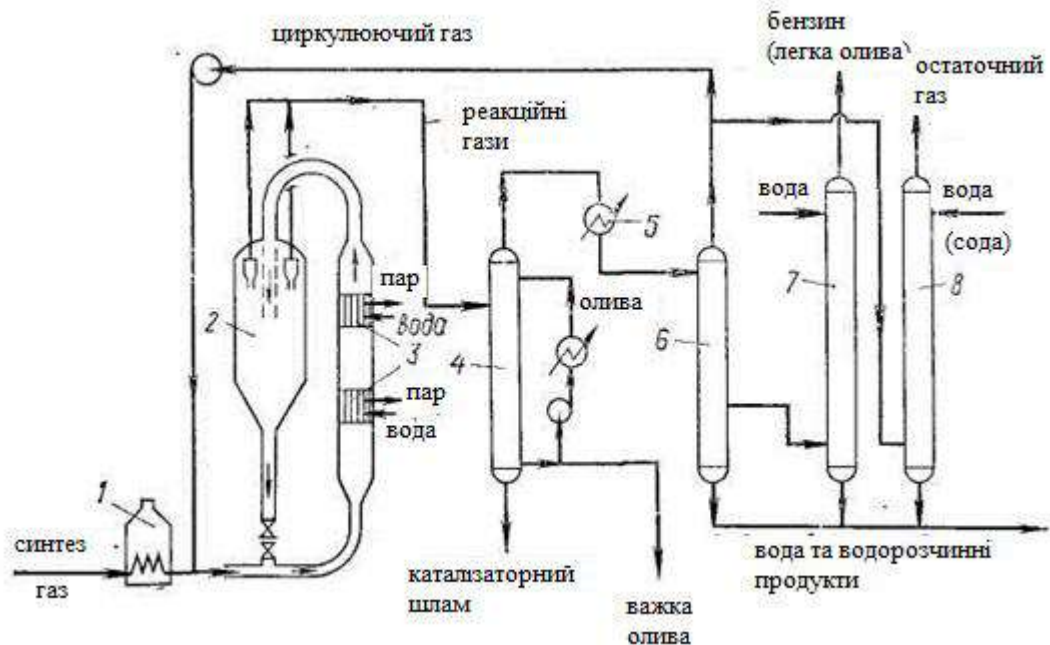 циркулюючий газ
бензин
(легка олива)
остаточний
газ
реакційні
гази
вода
вода
(сода)
5
7
8
пар
вода
олива
2
3
4
6
пар
вода
1
синтез
газ
каталізаторний
шлам
важка
олива
вода та водорозчинні
продукти